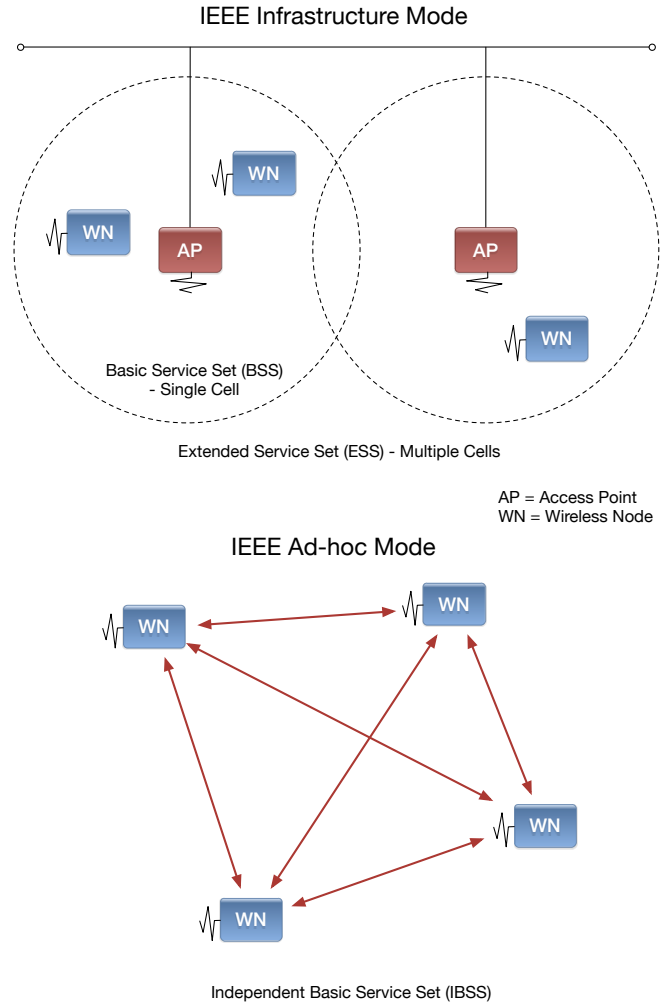 IEEE Infrastructure Mode
WN
WN
AP
AP
WN
Basic Service Set (BSS)
- Single Cell
Extended Service Set (ESS) - Multiple Cells
AP = Access Point
WN = Wireless Node
IEEE Ad-hoc Mode
WN
WN
WN
WN
Independent Basic Service Set (IBSS)